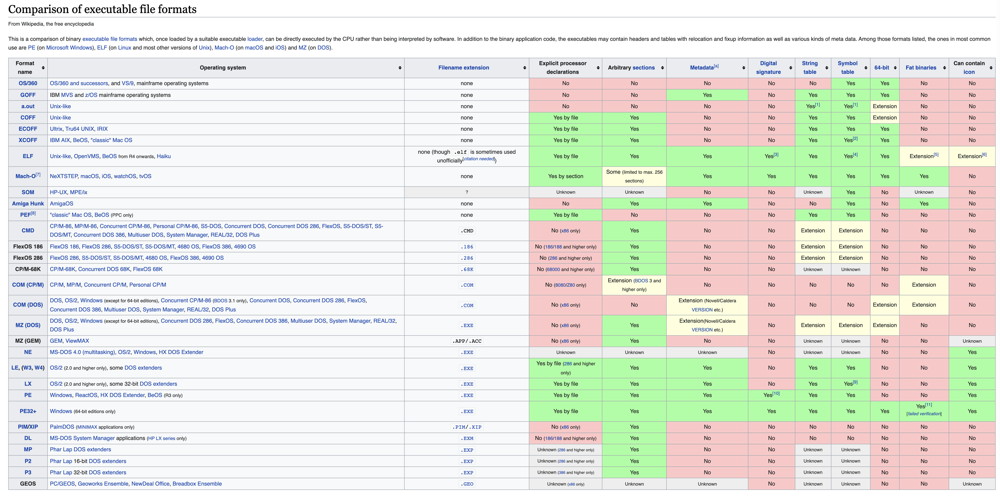 Comparison of executable file formats
From Wikipedia, the free encyclopedia
This is a comparison of binary executable file formats which, once loaded by a suitable executable loader, can be directly executed by the CPU rather than being interpreted by software. In addition to the binary application code, the executables may contain headers and tables with relocation and fixup information as well as various kinds of meta data. Among those formats listed, the ones in most common
use are PE (on Microsoft Windows), ELF (on Linux and most other versions of Unix), Mach-O (on macOS and iOS) and MZ (on DOS).
Format name Operating system Filename extension Explicit processor declarations Arbitrary sections Metadata[a] Digital signature String table Symbol table 64-bit Fat binaries Can contain icon
OS/360 OS/360 and successors, and VS/9, mainframe operating systems none No No No No No Yes Yes No No
GOFF IBM MVS and z/OS mainframe operating systems none No No Yes No Yes Yes Yes No No
a.out Unix-like none No No No No Yes[1] Yes[1] Extension No No
COFF Unix-like none Yes by file Yes No No Yes Yes Extension No No
ECOFF Ultrix, Tru64 UNIX, IRIX none Yes by file Yes No No Yes Yes Yes No No
XCOFF IBM AIX, BeOS, "classic" Mac OS none Yes by file Yes No No Yes Yes[2] Yes No No
ELF Unix-like, OpenVMS, BeOS from R4 onwards, Haiku none (though .elf is sometimes used unofficially[citation needed]) Yes by file Yes Yes Yes[3] Yes Yes[4] Yes Extension[5] Extension[6]
Mach-O[7] NeXTSTEP, macOS, iOS, watchOS, tvOS none Yes by section Some (limited to max. 256 sections) Yes Yes Yes Yes Yes Yes No
SOM HP-UX, MPE/ix ? Unknown Unknown No No Unknown Yes No Unknown No
Amiga Hunk AmigaOS none No Yes Yes No No Yes No Yes No
PEF[8] "classic" Mac OS, BeOS (PPC only) none Yes by file No No No Yes Yes No No No
CMD CP/M-86, MP/M-86, Concurrent CP/M-86, Personal CP/M-86, S5-DOS, Concurrent DOS, Concurrent DOS 286, FlexOS, S5-DOS/ST, S5-
DOS/MT, Concurrent DOS 386, Multiuser DOS, System Manager, REAL/32, DOS Plus .CMD No (x86 only) Yes No No Extension Extension No No No
FlexOS 186 FlexOS 186, FlexOS 286, S5-DOS/ST, S5-DOS/MT, 4680 OS, FlexOS 386, 4690 OS .186 No (186/188 and higher only) Yes No No Extension Extension No No No
FlexOS 286 FlexOS 286, S5-DOS/ST, S5-DOS/MT, 4680 OS, FlexOS 386, 4690 OS .286 No (286 and higher only) Yes No No Extension Extension No No No
CP/M-68K CP/M-68K, Concurrent DOS 68K, FlexOS 68K .68K No (68000 and higher only) Yes No No Unknown Unknown No No No
COM (CP/M) CP/M, MP/M, Concurrent CP/M, Personal CP/M .COM No (8080/Z80 only) Extension (BDOS 3 and higher only) No No No No No Extension No
COM (DOS) DOS, OS/2, Windows (except for 64-bit editions), Concurrent CP/M-86 (BDOS 3.1 only), Concurrent DOS, Concurrent DOS 286, FlexOS,
Concurrent DOS 386, Multiuser DOS, System Manager, REAL/32, DOS Plus .COM No (x86 only) No Extension (Novell/Caldera VERSION etc.) No No No Extension Extension No
MZ (DOS) DOS, OS/2, Windows (except for 64-bit editions), Concurrent DOS 286, FlexOS, Concurrent DOS 386, Multiuser DOS, System Manager, REAL/32,
DOS Plus .EXE No (x86 only) Yes Extension(Novell/Caldera VERSION etc.) No Extension Extension Extension No No
MZ (GEM) GEM, ViewMAX .APP/.ACC No (x86 only) Yes No No Unknown Unknown No No Unknown
NE MS-DOS 4.0 (multitasking), OS/2, Windows, HX DOS Extender .EXE Unknown Unknown Unknown No Unknown Unknown No No Yes
LE, (W3, W4) OS/2 (2.0 and higher only), some DOS extenders .EXE Yes by file (286 and higher only) Yes Yes No Yes Yes No No Yes
LX OS/2 (2.0 and higher only), some 32-bit DOS extenders .EXE Yes by file Yes Yes No Yes Yes[9] No No Yes
PE Windows, ReactOS, HX DOS Extender, BeOS (R3 only) .EXE Yes by file Yes Yes Yes[10] Yes Yes No No Yes
PE32+ Windows (64-bit editions only) .EXE Yes by file Yes Yes Yes Yes Yes Yes Yes[11] [failed verification] Yes
PIM/XIP PalmDOS (MINIMAX applications only) .PIM/.XIP No (x86 only) Yes No No No No No No No
DL MS-DOS System Manager applications (HP LX series only) .EXM No (186/188 and higher only) Yes No No No No No No No
MP Phar Lap DOS extenders .EXP Unknown (286 and higher only) Yes No No Unknown Unknown No No No
P2 Phar Lap 16-bit DOS extenders .EXP Unknown (286 and higher only) Yes No No Unknown Unknown No No No
P3 Phar Lap 32-bit DOS extenders .EXP Unknown (386 and higher only) Yes No No Unknown Unknown No No No
GEOS PC/GEOS, Geoworks Ensemble, NewDeal Office, Breadbox Ensemble .GEO Unknown (x86 only) Unknown Unknown No Unknown Unknown No No Unknown